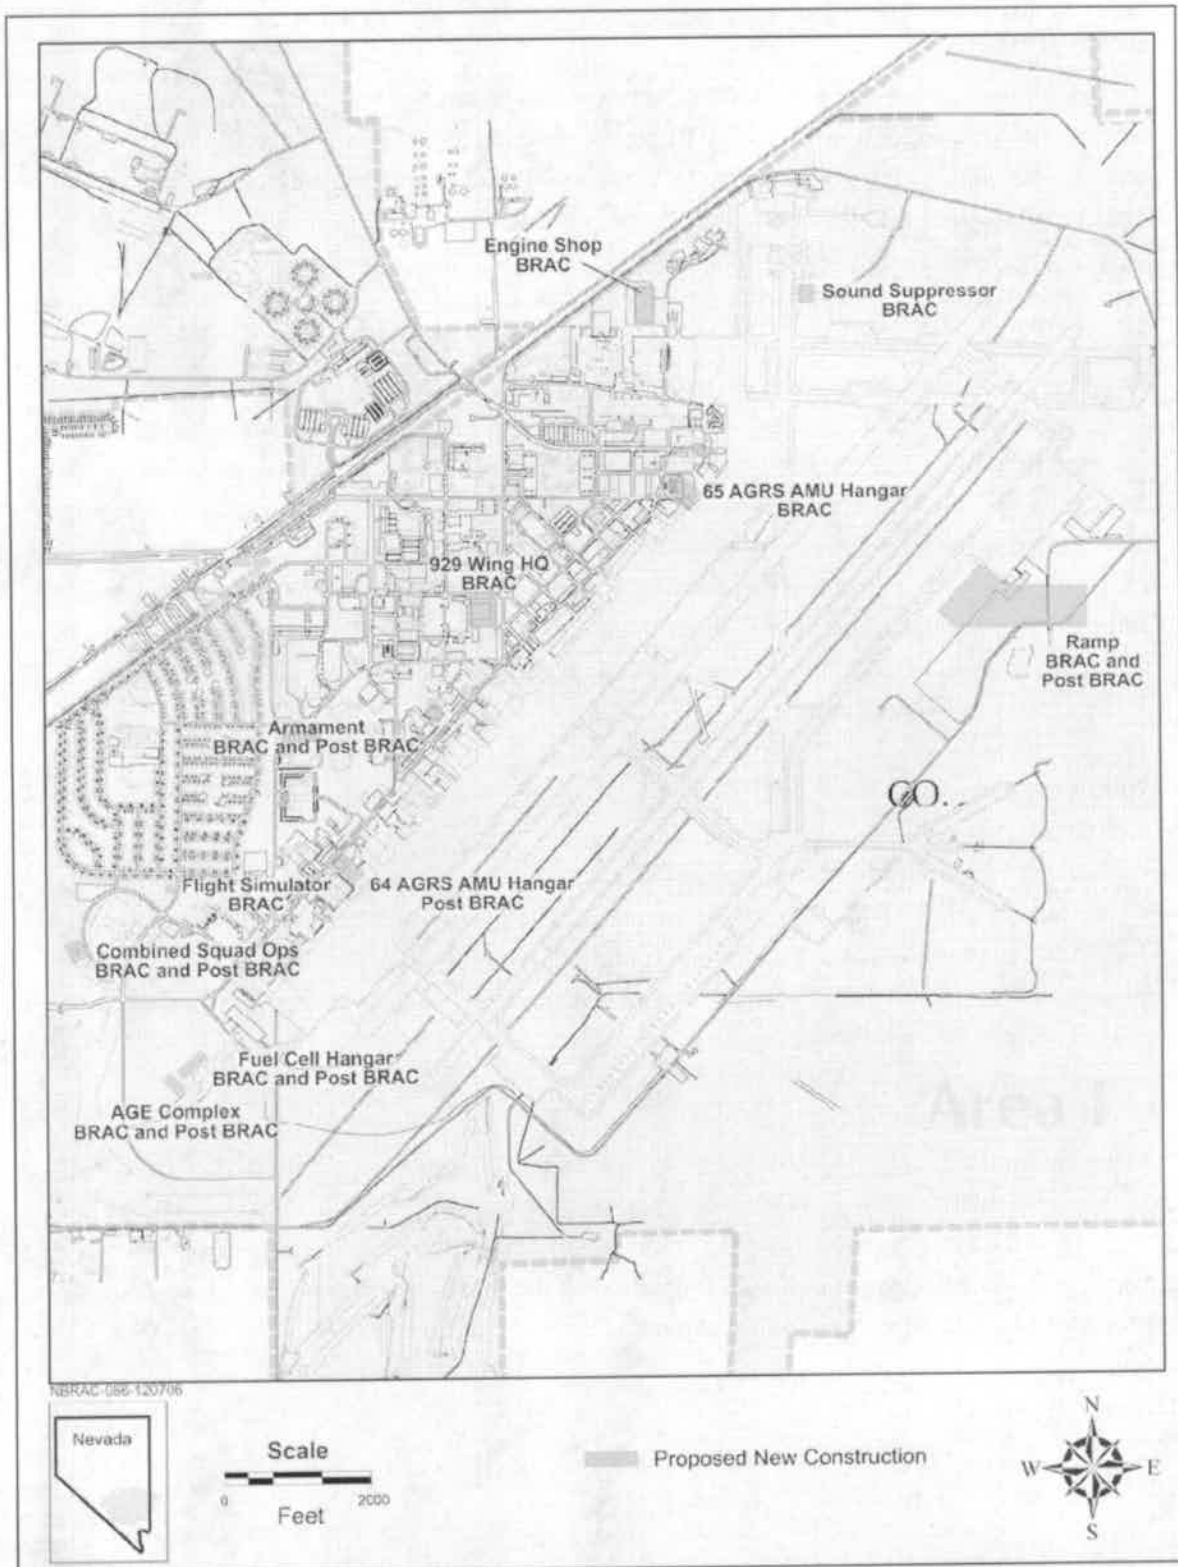 Engine Shop
BRAC
Sound Suppressor
BRAC
65 AGRS AMU Hangar
BRAC
929 Wing HQ
BRAC
Ramp
BRAC and
Post BRAC
Armament
BRAC and Post BRAC
CO.
Flight Simulator
BRAC
64 AGRS AMU Hangar
Post BRAC
Combined Squad Ops
BRAC and Post BRAC
Fuel Cell Hangar
BRAC and Post BRAC
AGE Complex
BRAC and Post BRAC
Area I
NBRAC-086-120706
Nevada
Scale
0 2000
Feet
Proposed New Construction
N
W E
S